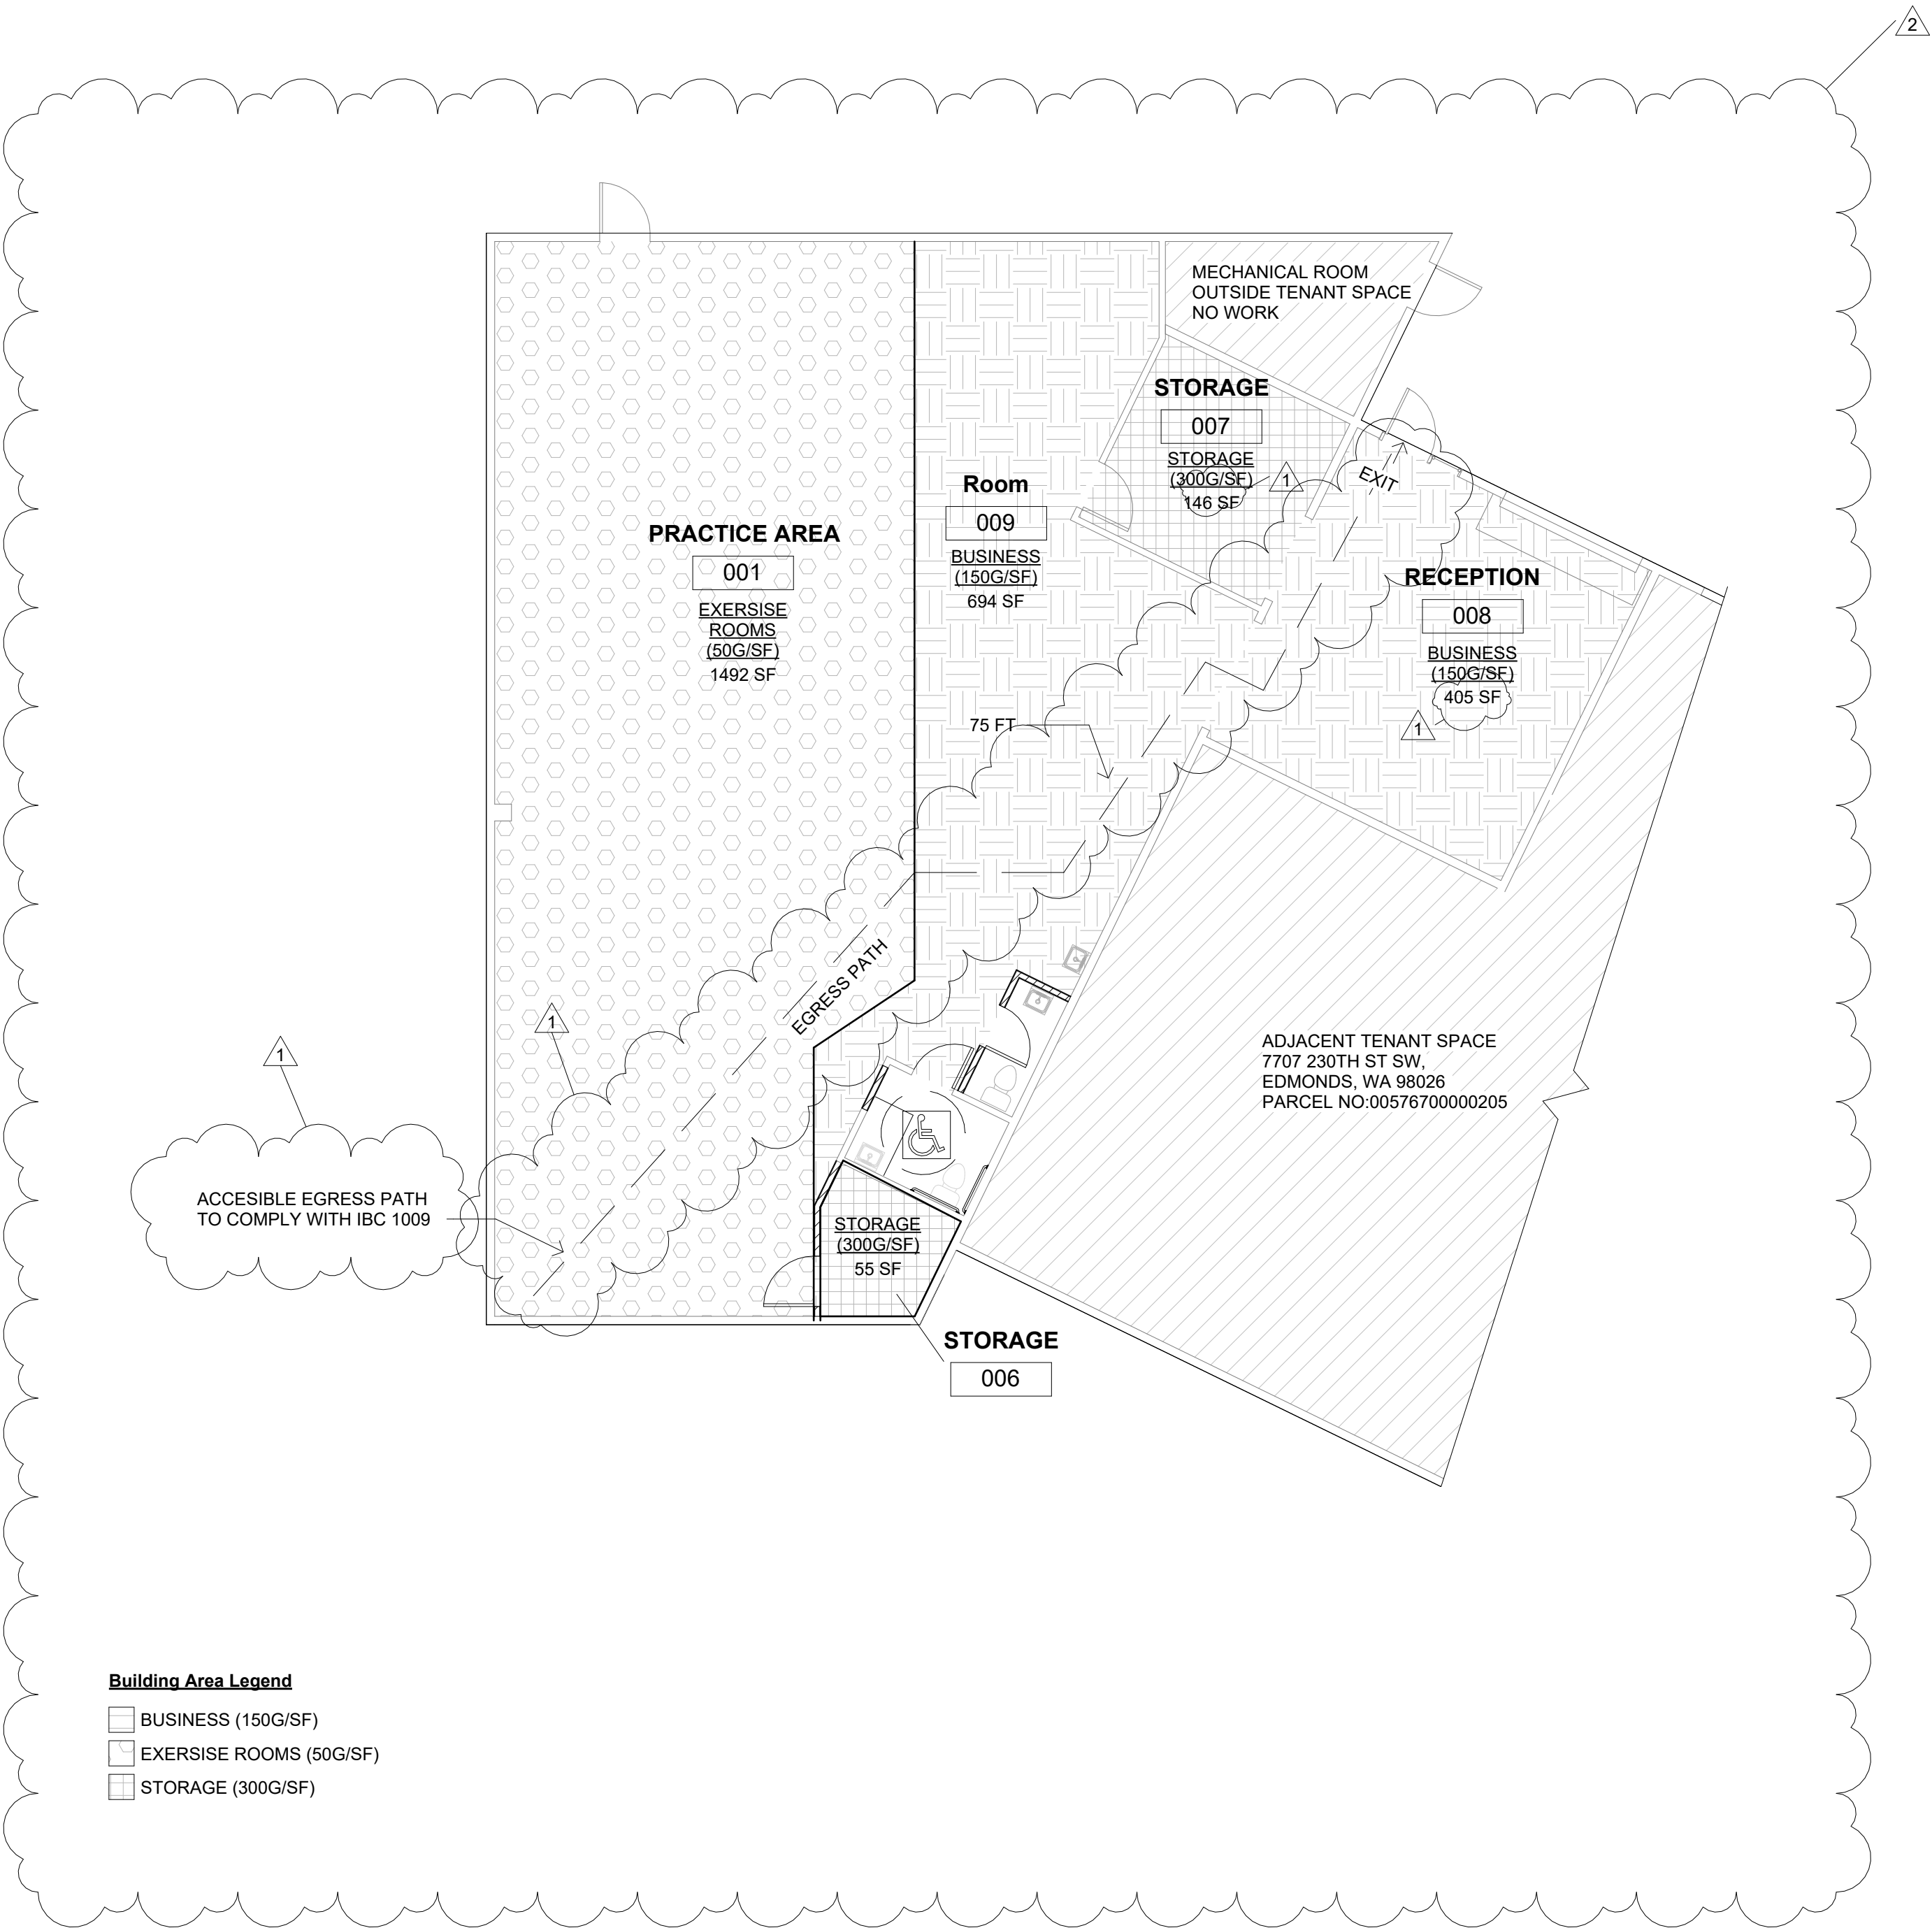 2
MECHANICAL ROOM
OUTSIDE TENANT SPACE
NO WORK
STORAGE
007
STORAGE
(300G/SF)
146 SF
1
EXIT
Room
009
BUSINESS
(150G/SF)
694 SF
PRACTICE AREA
001
EXERSISE
ROOMS
(50G/SF)
1492 SF
RECEPTION
008
BUSINESS
(150G/SF)
405 SF
1
75 FT
EGRESS PATH
1
1
ACCESIBLE EGRESS PATH
TO COMPLY WITH IBC 1009
ADJACENT TENANT SPACE
7707 230TH ST SW,
EDMONDS, WA 98026
PARCEL NO:00576700000205
STORAGE
(300G/SF)
55 SF
STORAGE
006
Building Area Legend
BUSINESS (150G/SF)
EXERSISE ROOMS (50G/SF)
STORAGE (300G/SF)